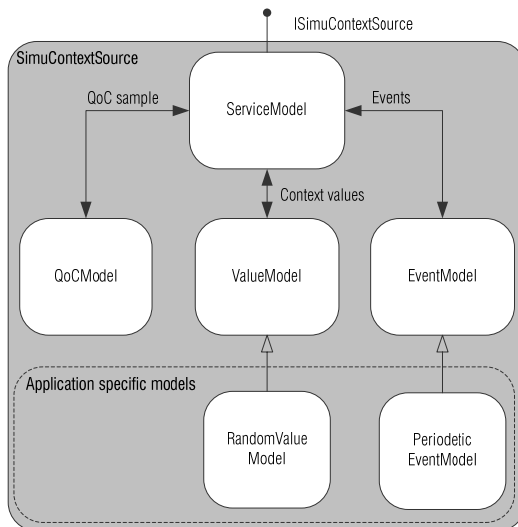 ISimuContextSource
SimuContextSource
QoC sample
ServiceModel
Events
Context values
QoCModel
ValueModel
EventModel
Application specific models
RandomValue
Model
Periodetic
EventModel